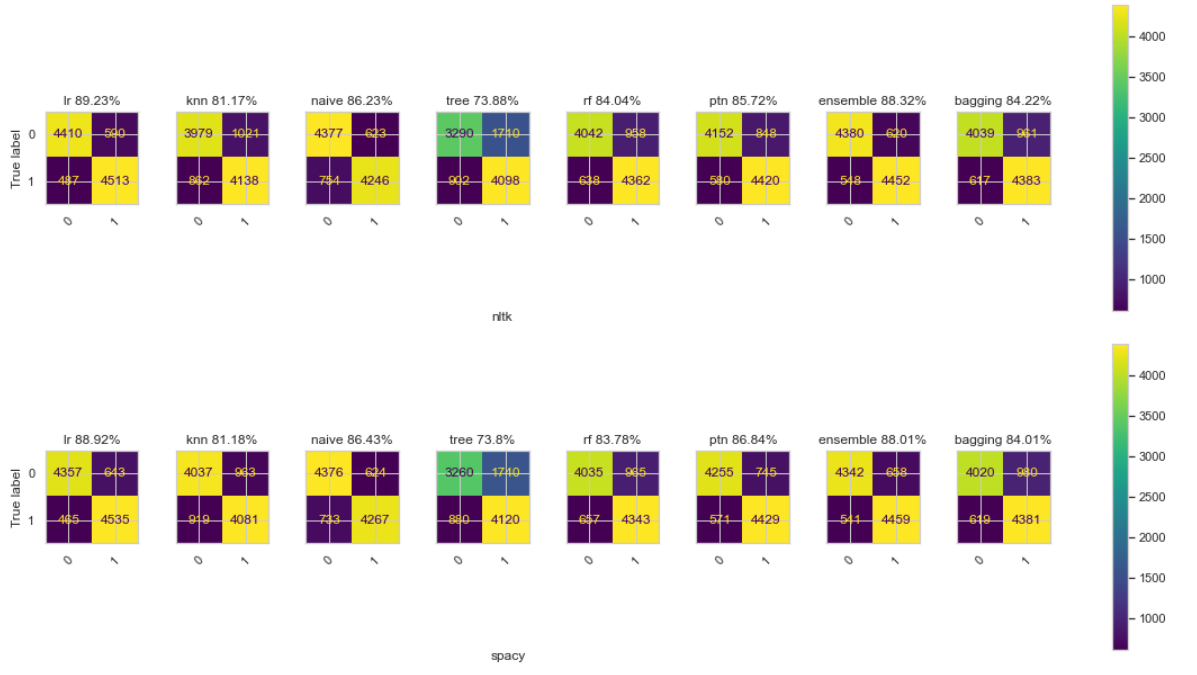 4000
3500
3000
2500
2000
1500
1000
lr 89.23% knn 81.17% naive 86.23% tree 73.88% rf 84.04% ptn 85.72% ensemble 88.32% bagging 84.22%
True label
0 4410 590 3979 1021 4377 623 3290 1710 4042 958 4152 848 4380 620 4039 961
1 487 4513 862 4138 754 4246 902 4098 638 4362 580 4420 548 4452 617 4383
0 1 0 1 0 1 0 1 0 1 0 1 0 1 0 1
nltk
4000
3500
3000
2500
2000
1500
1000
lr 88.92% knn 81.18% naive 86.43% tree 73.8% rf 83.78% ptn 86.84% ensemble 88.01% bagging 84.01%
True label
0 4357 643 4037 963 4376 624 3260 1740 4035 965 4255 745 4342 658 4020 980
1 465 4535 919 4081 733 4267 880 4120 657 4343 571 4429 541 4459 619 4381
0 1 0 1 0 1 0 1 0 1 0 1 0 1 0 1
spacy